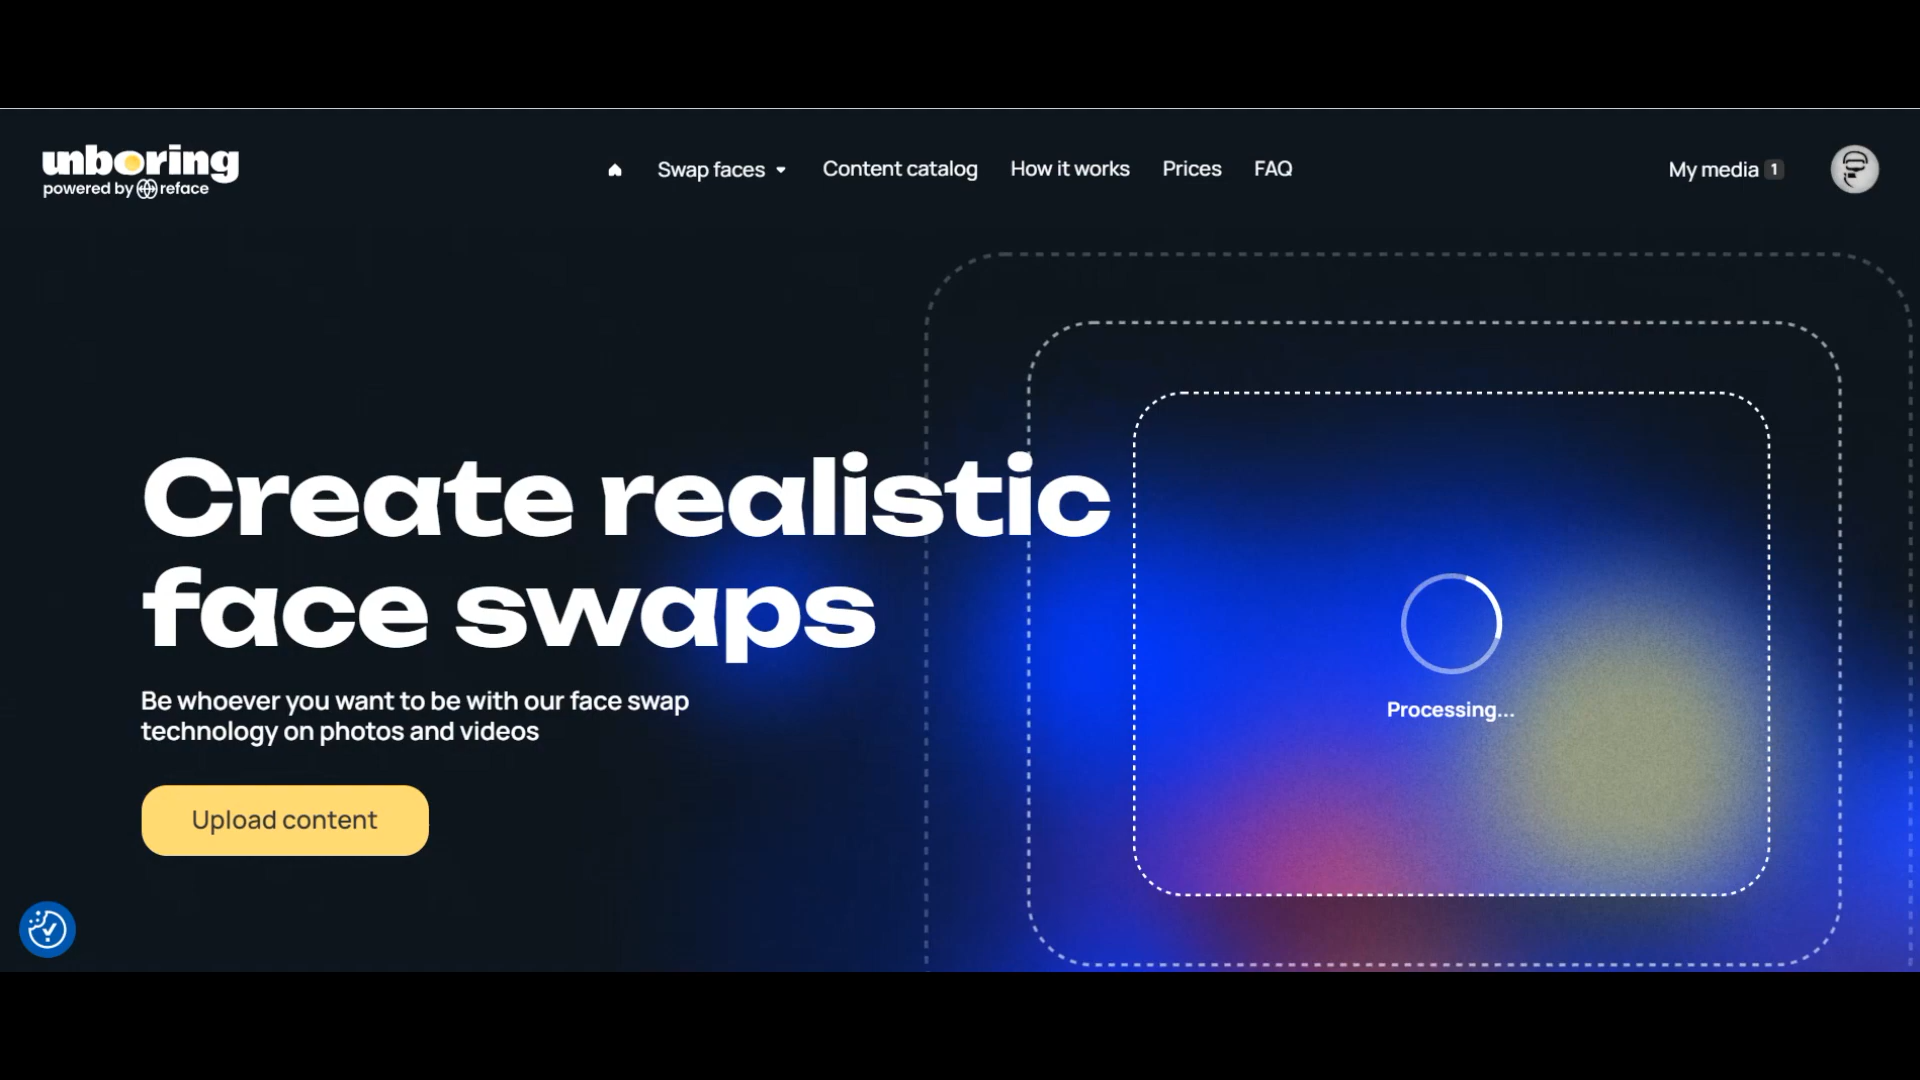 unboring
powered by reface
Swap faces
Content catalog
How it works
Prices
FAQ
My media 1
Create realistic
face swaps
Be whoever you want to be with our face swap
technology on photos and videos
Upload content
Processing...